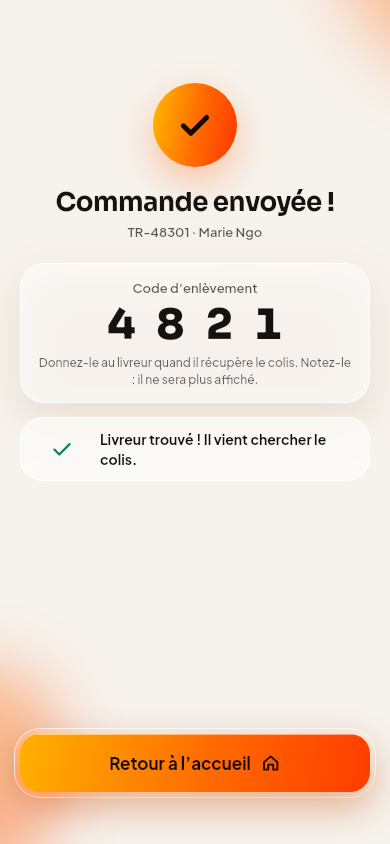 Commande envoyée !
TR-48301 · Marie Ngo
Code d’enlèvement
4 8 2 1
Donnez-le au livreur quand il récupère le colis. Notez-le
: il ne sera plus affiché.
Livreur trouvé ! Il vient chercher le
colis.
Retour à l’accueil